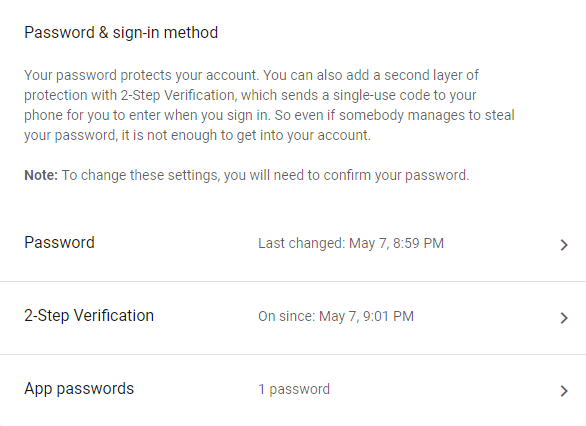 Password & sign-in method
Your password protects your account. You can also add a second layer of
protection with 2-Step Verification, which sends a single-use code to your
phone for you to enter when you sign in. So even if somebody manages to steal
your password, it is not enough to get into your account.
Note: To change these settings, you will need to confirm your password.
Password Last changed: May 7, 8:59 PM
2-Step Verification On since: May 7, 9:01 PM
App passwords 1 password